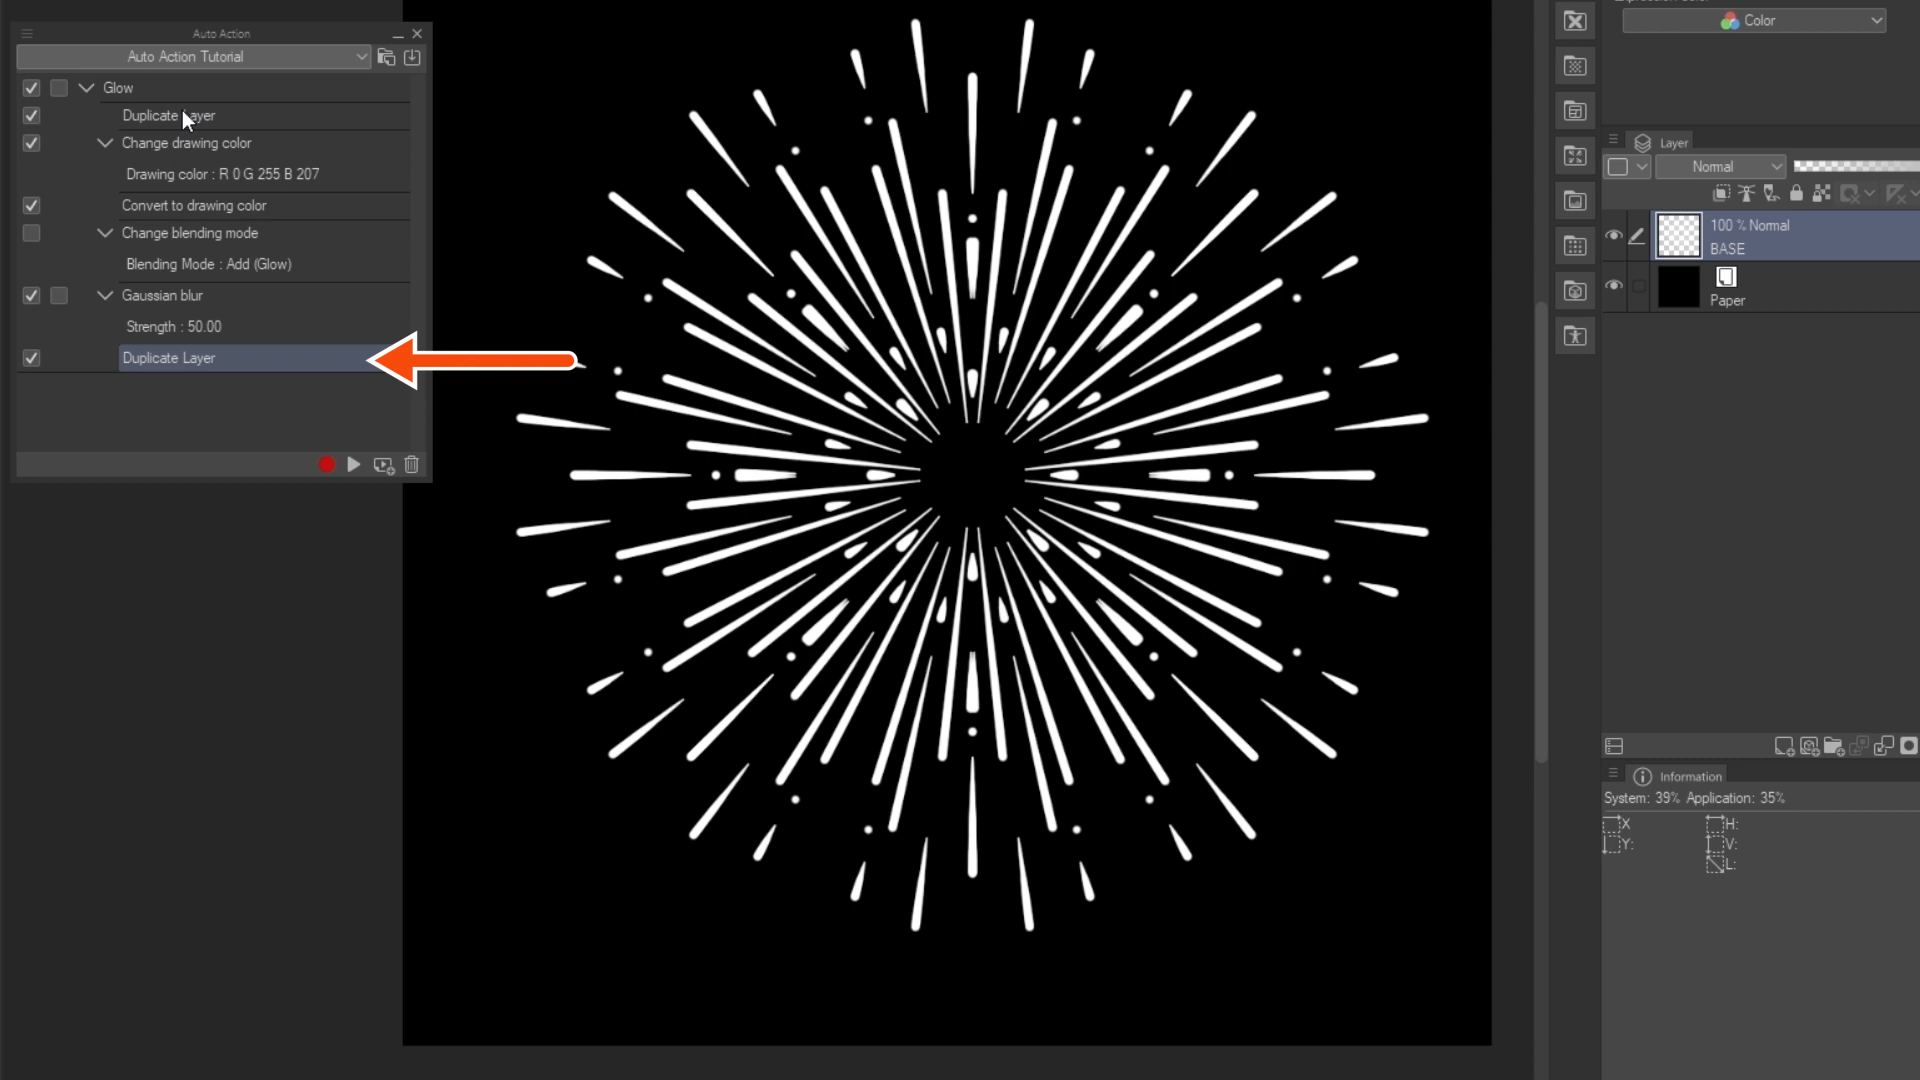 Auto Action
Auto Action Tutorial
Glow
Duplicate Layer
Change drawing color
Drawing color : R 0 G 255 B 207
Convert to drawing color
Change blending mode
Blending Mode : Add (Glow)
Gaussian blur
Strength : 50.00
Duplicate Layer
Expression Color
Color
Layer
Normal
100 % Normal
BASE
Paper
Information
System: 39% Application: 35%
X H:
Y: V:
L: